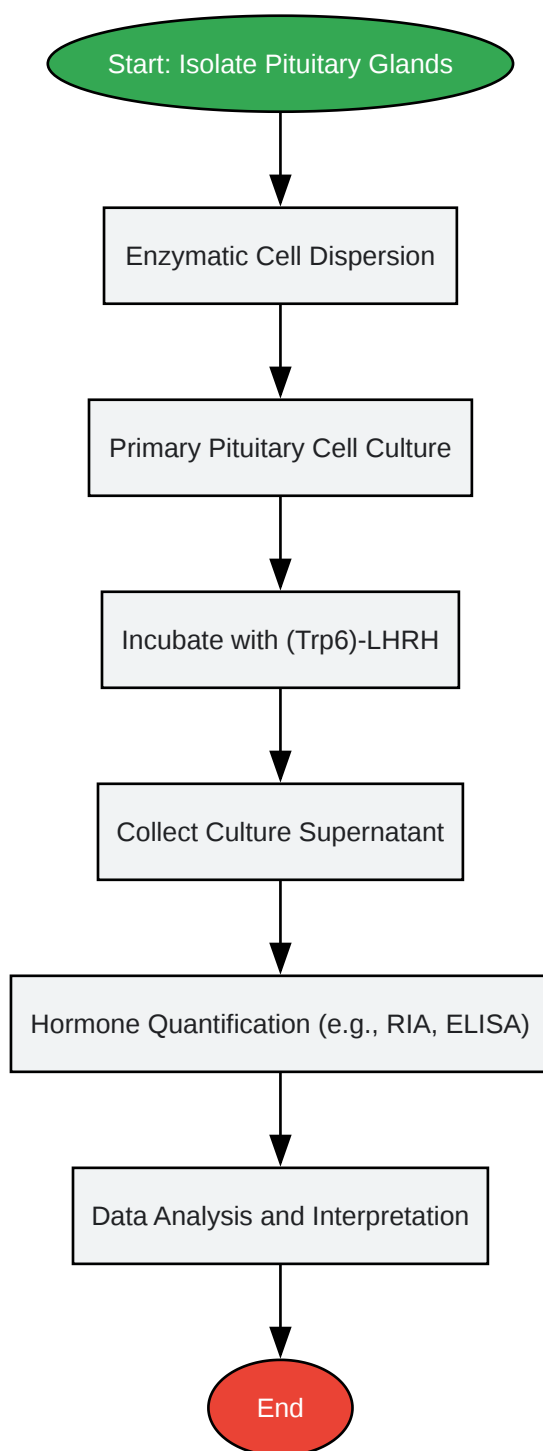 Start: Isolate Pituitary Glands
Enzymatic Cell Dispersion
Primary Pituitary Cell Culture
Incubate with (Trp6)-LHRH
Collect Culture Supernatant
Hormone Quantification (e.g., RIA, ELISA)
Data Analysis and Interpretation
End